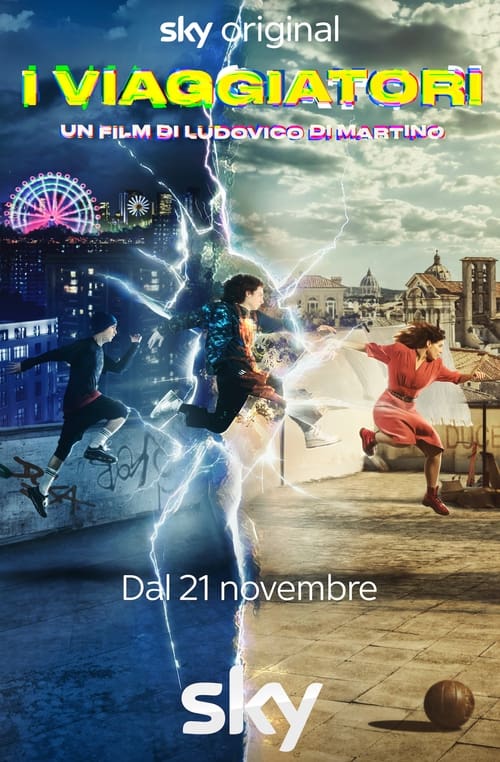 sky original
I VIAGGIATORI
UN FILM DI LUDOVICO DI MARTINO
Dal 21 novembre
sky